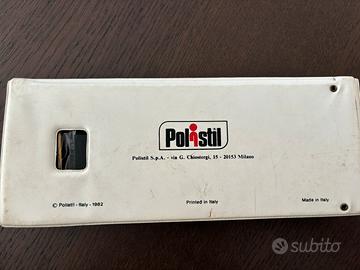 Polistil
Polistil S.p.A. - via G. Chiostergi, 15 - 20153 Milano
© Polistil - Italy - 1982
Printed in Italy
Made in Italy
subito